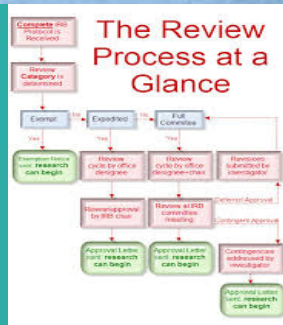 The Review
Process at a
Glance
Complete IRB
Protocol is
Received
Review
Category is
determined
Exempt
No
Expedited
No
Full
Committee
Yes
Yes
Yes
Exemption Notice
sent: research
can begin
Review
cycle by office
designee
Review
cycle by office
designee+chair
Revisions
submitted by
investigator
Review/approval
by IRB chair
Review at IRB
committee
meeting
Deferred Approval
Contingent Approval
Approval Letter
sent: research
can begin
Approval Letter
sent: research
can begin
Contingencies
are addressed by
investigator
Approval Letter
sent: research
can begin